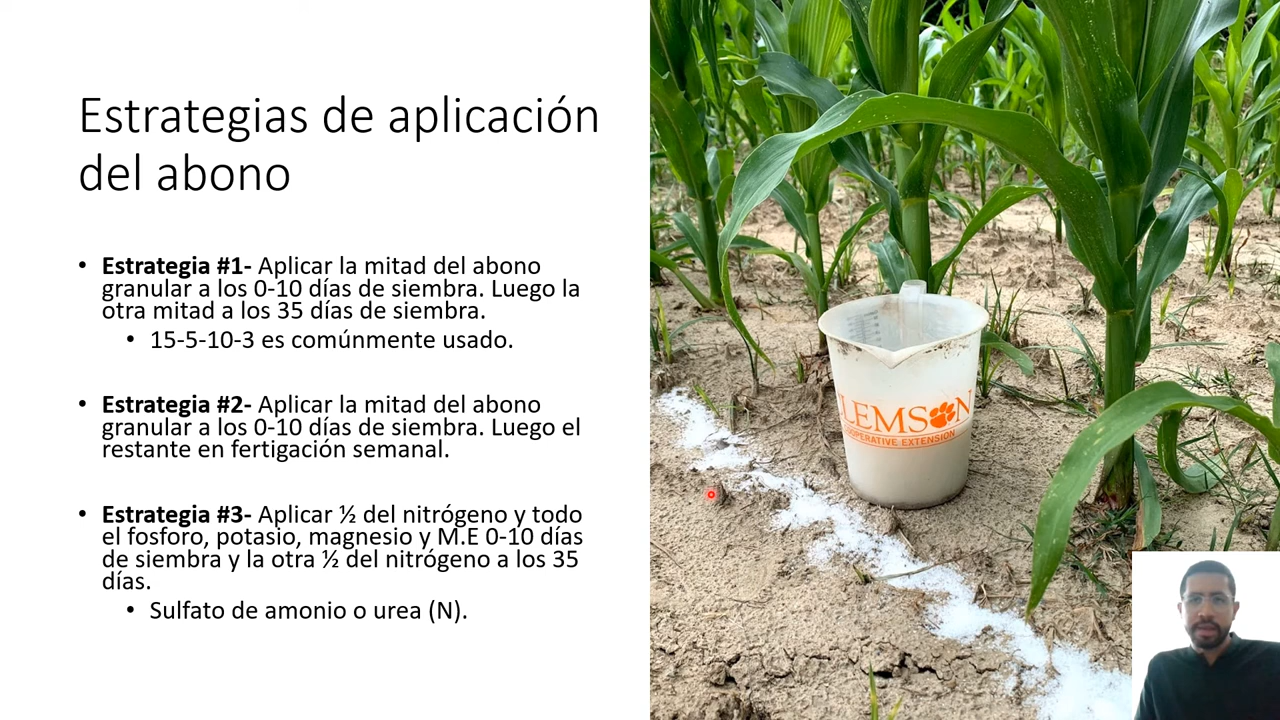 Estrategias de aplicación
del abono
• Estrategia #1- Aplicar la mitad del abono
granular a los 0-10 días de siembra. Luego la
otra mitad a los 35 días de siembra.
• 15-5-10-3 es comúnmente usado.
• Estrategia #2- Aplicar la mitad del abono
granular a los 0-10 días de siembra. Luego el
restante en fertigación semanal.
• Estrategia #3- Aplicar ½ del nitrógeno y todo
el fosforo, potasio, magnesio y M.E 0-10 días
de siembra y la otra ½ del nitrógeno a los 35
días.
• Sulfato de amonio o urea (N).
LEMSON
OOPERATIVE EXTENSION